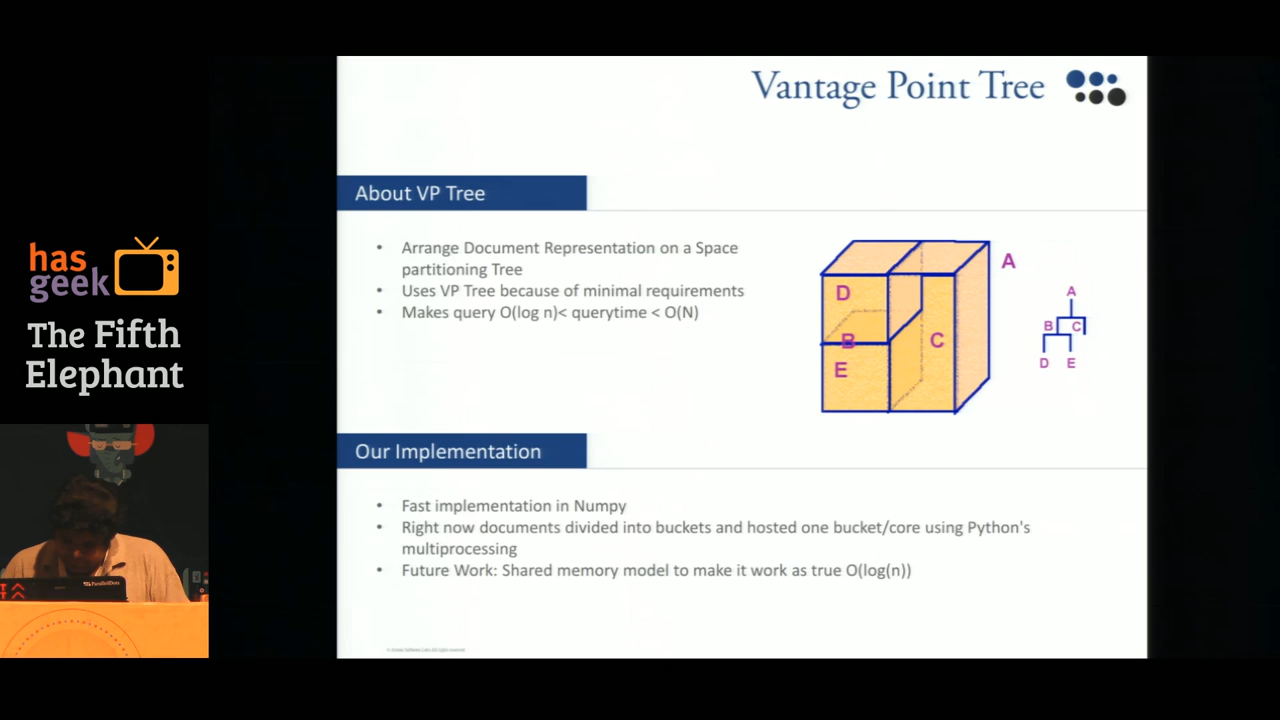 Vantage Point Tree
About VP Tree
• Arrange Document Representation on a Space
partitioning Tree
• Uses VP Tree because of minimal requirements
• Makes query O(log n)< querytime < O(N)
A
D
B
C
E
A
B C
D E
Our Implementation
• Fast implementation in Numpy
• Right now documents divided into buckets and hosted one bucket/core using Python's
multiprocessing
• Future Work: Shared memory model to make it work as true O(log(n))
has
geek
The Fifth
Elephant
ParallelDots